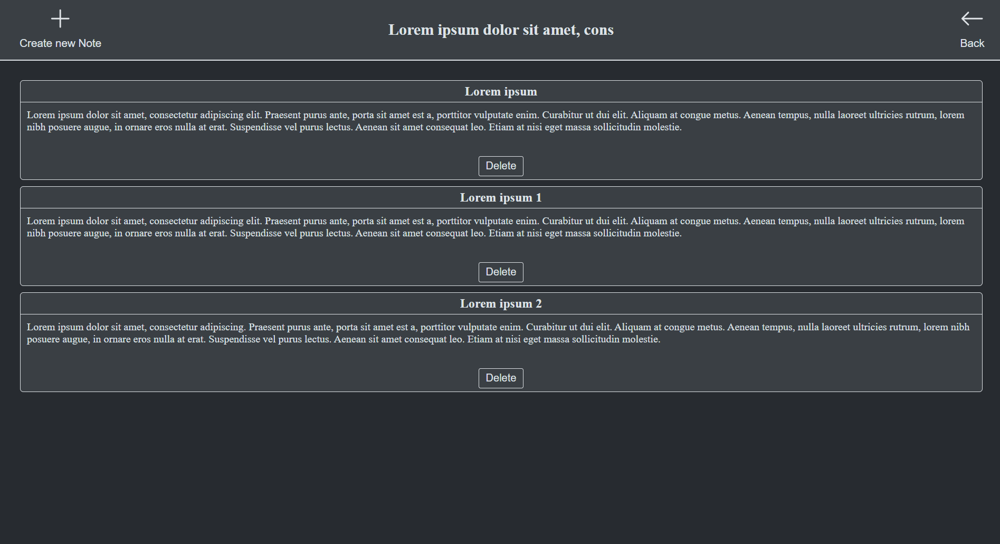 Create new Note
Lorem ipsum dolor sit amet, cons
Back
Lorem ipsum
Lorem ipsum dolor sit amet, consectetur adipiscing elit. Praesent purus ante, porta sit amet est a, porttitor vulputate enim. Curabitur ut dui elit. Aliquam at congue metus. Aenean tempus, nulla laoreet ultricies rutrum, lorem
nibh posuere augue, in ornare eros nulla at erat. Suspendisse vel purus lectus. Aenean sit amet consequat leo. Etiam at nisi eget massa sollicitudin molestie.
Delete
Lorem ipsum 1
Lorem ipsum dolor sit amet, consectetur adipiscing elit. Praesent purus ante, porta sit amet est a, porttitor vulputate enim. Curabitur ut dui elit. Aliquam at congue metus. Aenean tempus, nulla laoreet ultricies rutrum, lorem
nibh posuere augue, in ornare eros nulla at erat. Suspendisse vel purus lectus. Aenean sit amet consequat leo. Etiam at nisi eget massa sollicitudin molestie.
Delete
Lorem ipsum 2
Lorem ipsum dolor sit amet, consectetur adipiscing. Praesent purus ante, porta sit amet est a, porttitor vulputate enim. Curabitur ut dui elit. Aliquam at congue metus. Aenean tempus, nulla laoreet ultricies rutrum, lorem nibh
posuere augue, in ornare eros nulla at erat. Suspendisse vel purus lectus. Aenean sit amet consequat leo. Etiam at nisi eget massa sollicitudin molestie.
Delete